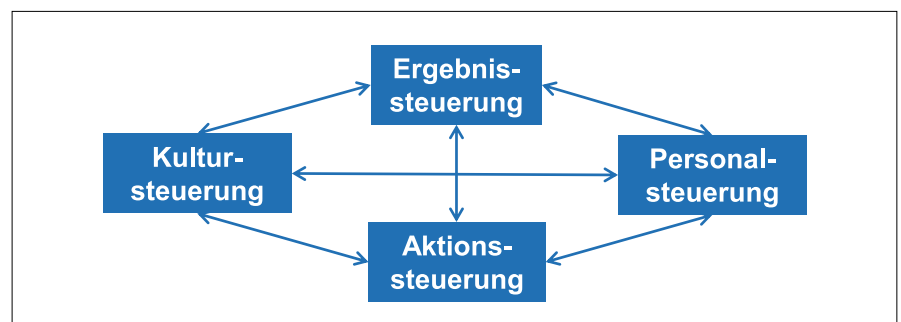 Ergebnis-
steuerung
Kultur-
steuerung
Personal-
steuerung
Aktions-
steuerung